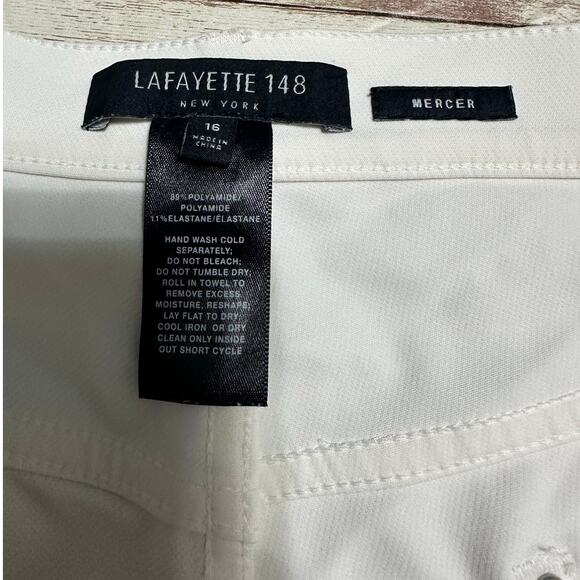 LAFAYETTE 148
NEW YORK
MERCER
16
MADE IN
CHINA
89% POLYAMIDE/
POLYAMIDE
11% ELASTANE/ÉLASTANE
HAND WASH COLD
SEPARATELY;
DO NOT BLEACH;
DO NOT TUMBLE DRY;
ROLL IN TOWEL TO
REMOVE EXCESS
MOISTURE, RESHAPE;
LAY FLAT TO DRY
COOL IRON OR DRY
CLEAN ONLY INSIDE
OUT SHORT CYCLE